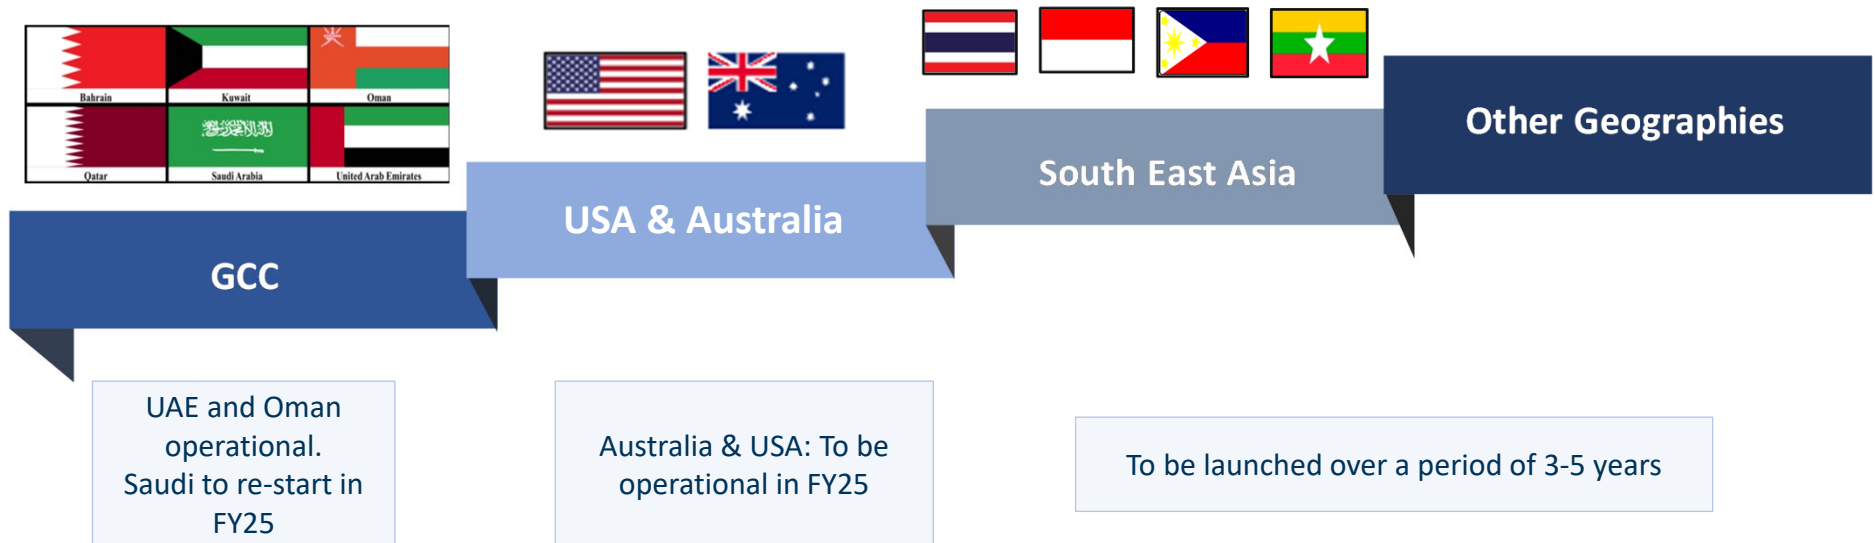 Bahrain
Kuwait
Oman
Qatar
Saudi Arabia
United Arab Emirates
GCC
USA & Australia
South East Asia
Other Geographies
UAE and Oman
operational.
Saudi to re-start in
FY25
Australia & USA: To be
operational in FY25
To be launched over a period of 3-5 years